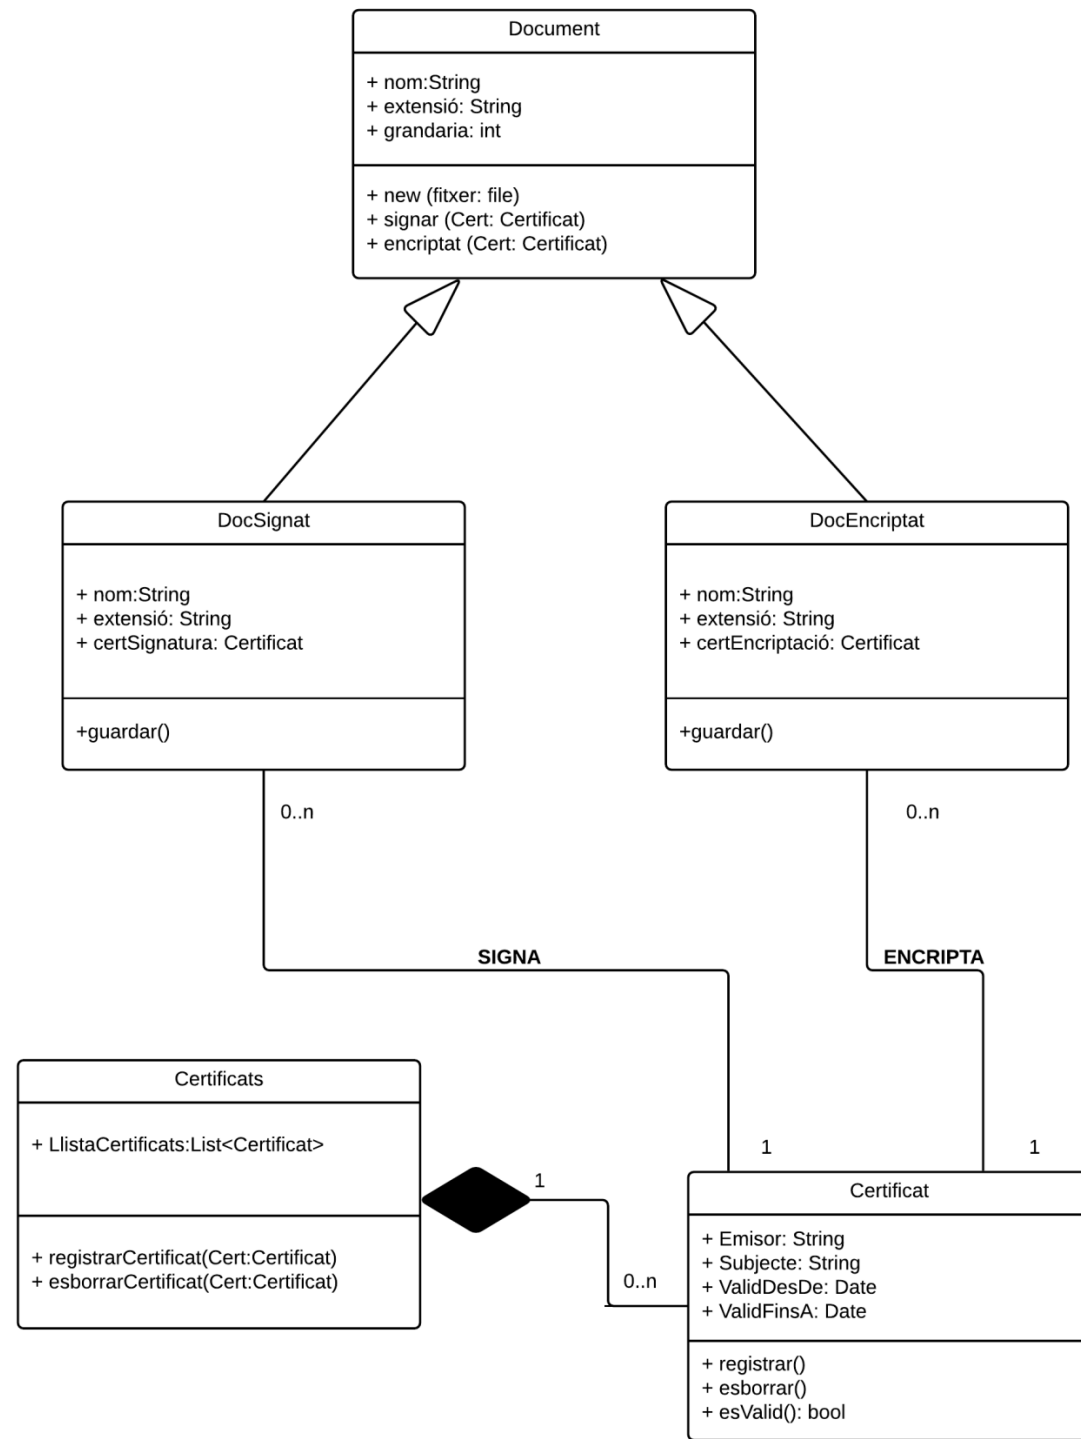 Document
+ nom:String
+ extensió: String
+ grandaria: int
+ new (fitxer: file)
+ signar (Cert: Certificat)
+ encriptat (Cert: Certificat)
DocSignat
+ nom:String
+ extensió: String
+ certSignatura: Certificat
+guardar()
DocEncriptat
+ nom:String
+ extensió: String
+ certEncriptació: Certificat
+guardar()
0..n
0..n
SIGNA
ENCRIPTA
Certificats
+ LlistaCertificats:List<Certificat>
+ registrarCertificat(Cert:Certificat)
+ esborrarCertificat(Cert:Certificat)
1
0..n
1
1
Certificat
+ Emisor: String
+ Subjecte: String
+ ValidDesDe: Date
+ ValidFinsA: Date
+ registrar()
+ esborrar()
+ esValid(): bool